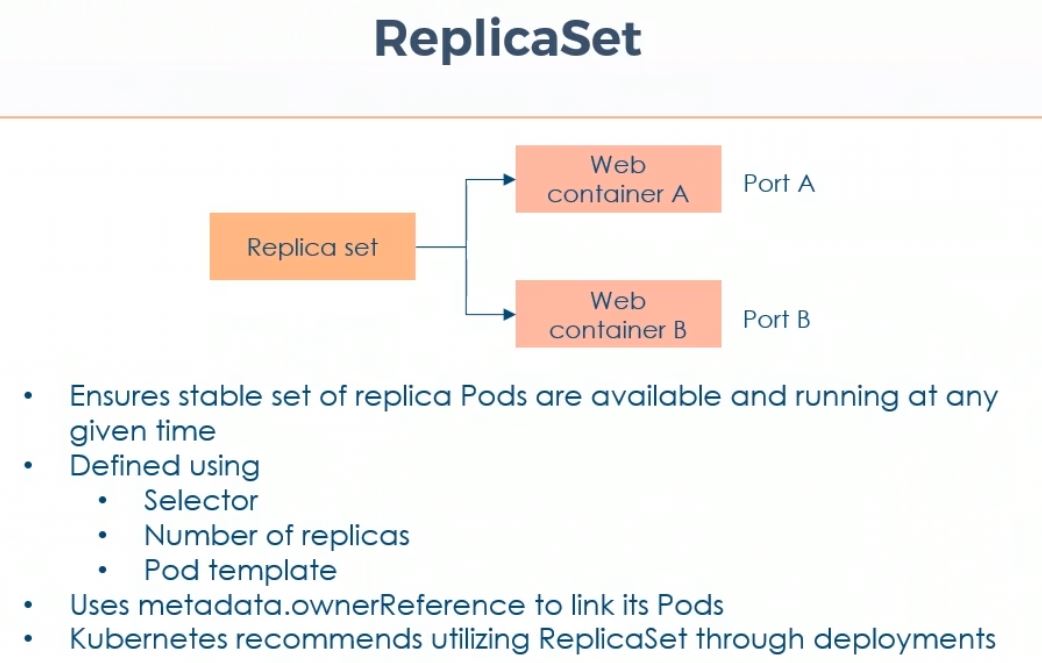 ReplicaSet
Web
container A
Port A
Replica set
Web
container B
Port B
• Ensures stable set of replica Pods are available and running at any
given time
• Defined using
• Selector
• Number of replicas
• Pod template
• Uses metadata.ownerReference to link its Pods
• Kubernetes recommends utilizing ReplicaSet through deployments